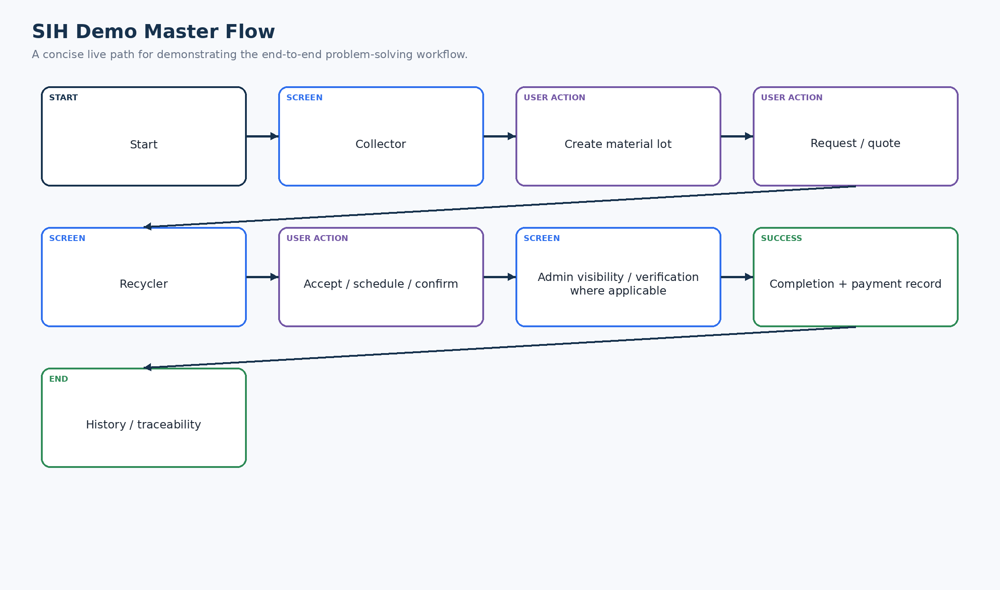 SIH Demo Master Flow
A concise live path for demonstrating the end-to-end problem-solving workflow.
START
Start
SCREEN
Collector
USER ACTION
Create material lot
USER ACTION
Request / quote
SCREEN
Recycler
USER ACTION
Accept / schedule / confirm
SCREEN
Admin visibility / verification
where applicable
SUCCESS
Completion + payment record
END
History / traceability